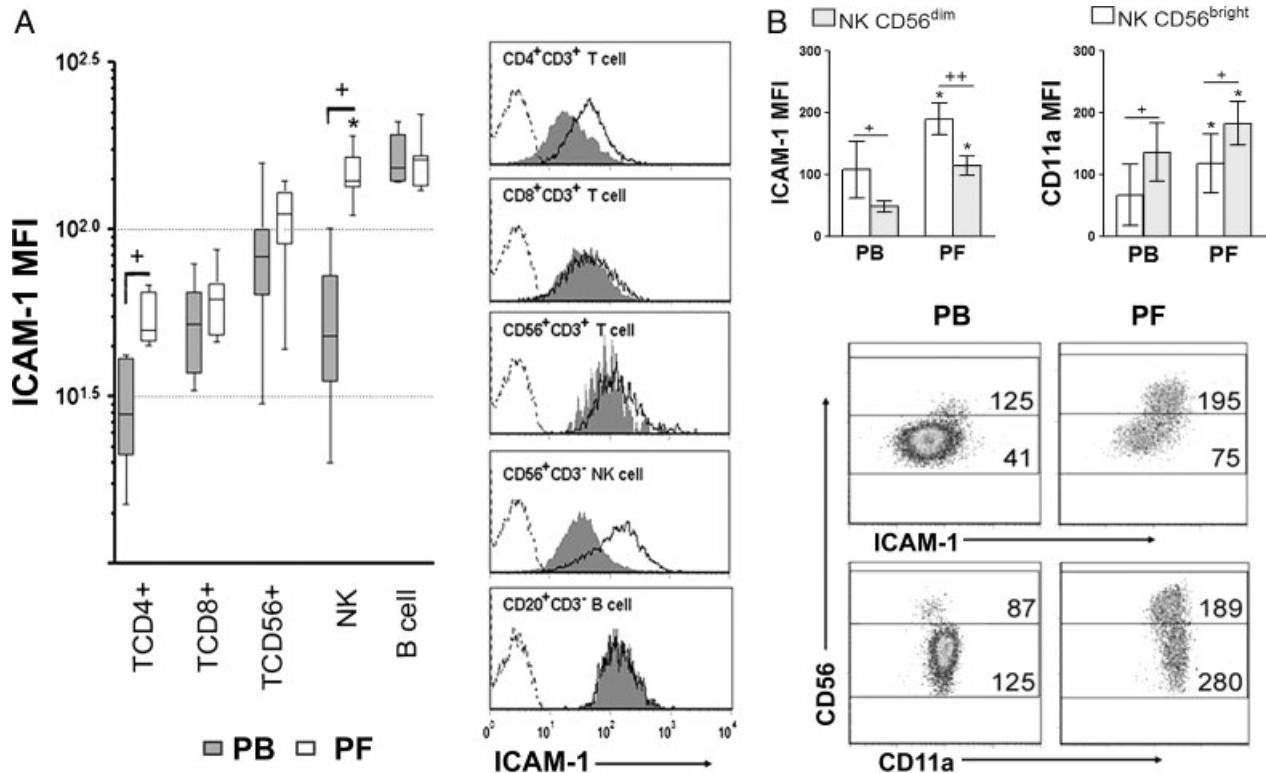 A
ICAM-1 MFI
10^2.5
10^2.0
10^1.5
+
+
*
TCD4+
TCD8+
TCD56+
NK
B cell
PB PF
CD4+CD3+ T cell
CD8+CD3+ T cell
CD56+CD3+ T cell
CD56+CD3- NK cell
CD20+CD3- B cell
0 10^1 10^2 10^3 10^4
ICAM-1
B
NK CD56^dim
NK CD56^bright
ICAM-1 MFI
300
200
100
0
+
++
*
*
PB PF
CD11a MFI
300
200
100
0
+
+
*
*
PB PF
PB PF
125
41
195
75
ICAM-1
87
125
189
280
CD56
CD11a